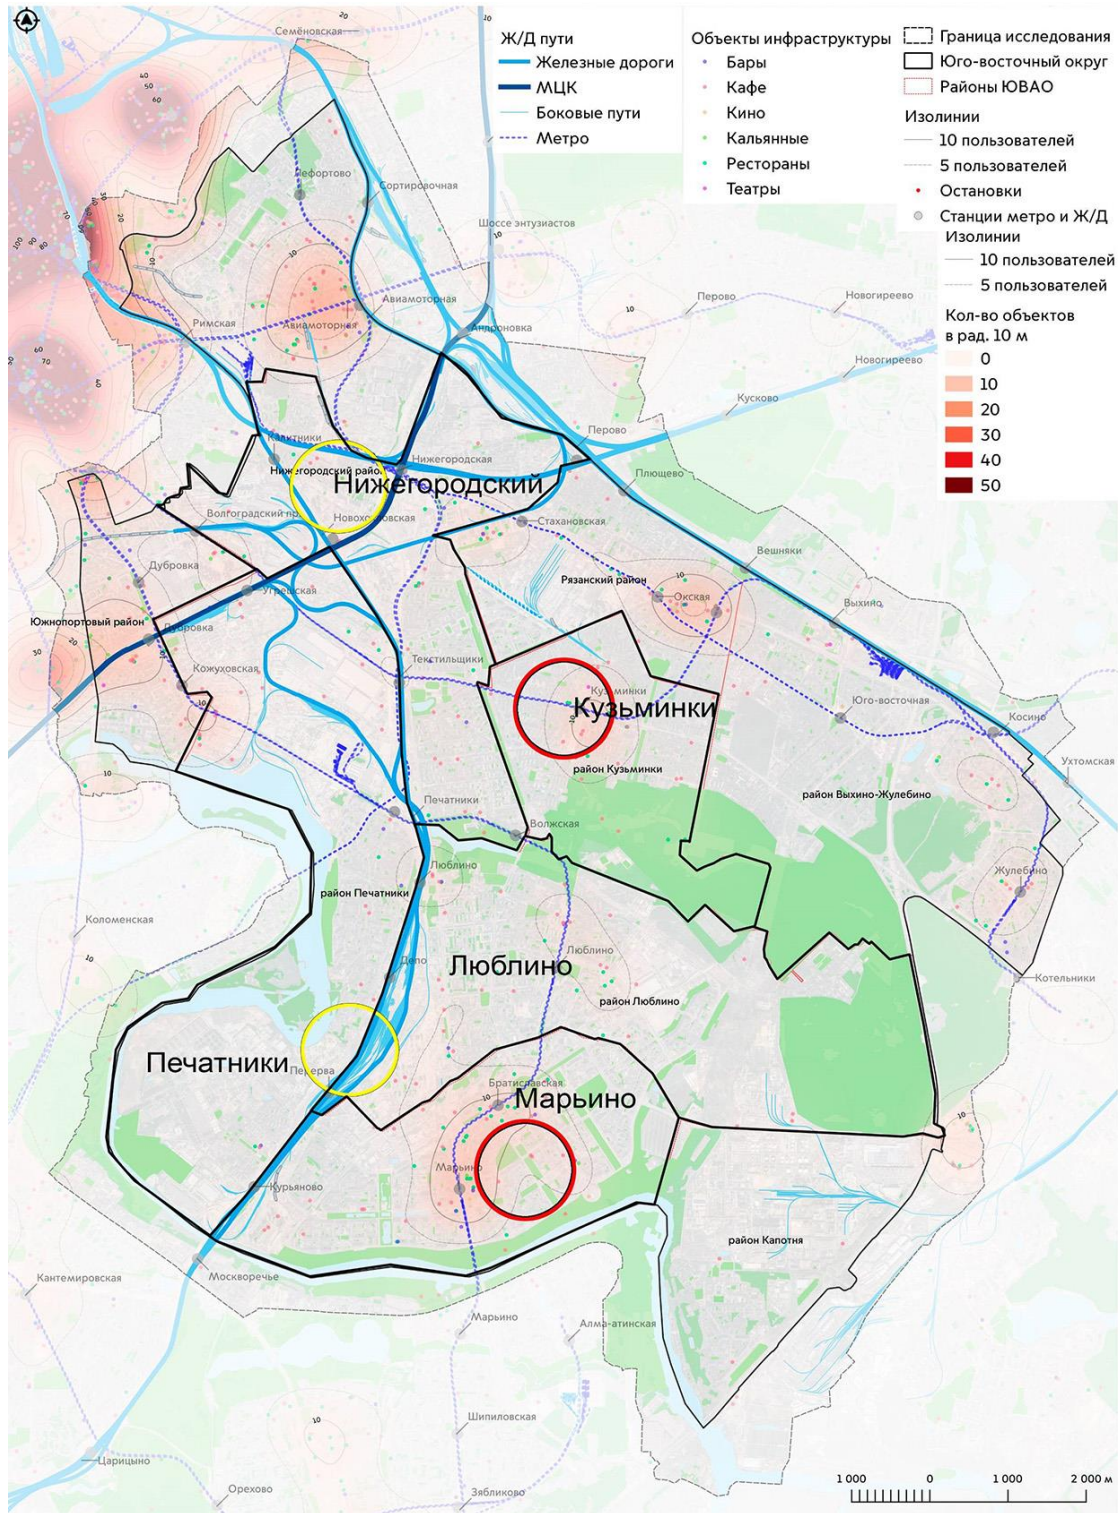 Ж/Д пути
Железные дороги
МЦК
Боковые пути
Метро
Объекты инфраструктуры
Бары
Кафе
Кино
Кальянные
Рестораны
Театры
Граница исследования
Юго-восточный округ
Районы ЮВАО
Изолинии
10 пользователей
5 пользователей
Остановки
Станции метро и Ж/Д
Изолинии
10 пользователей
5 пользователей
Кол-во объектов
в рад. 10 м
0
10
20
30
40
50
Семёновская
Лефортово
Сортировочная
Шоссе энтузиастов
Авиамоторная
Авиамоторная
Римская
Андроновка
Перово
Новогиреево
Новогиреево
Кусково
Перово
Плющево
Калитники
Нижегородская
Нижегородский район
Нижегородский
Волгоградский пр.
Новохохловская
Стахановская
Вешняки
Дубровка
Угрешская
Рязанский район
Окская
Выхино
Южнопортовый район
Дубровка
Кожуховская
Текстильщики
Кузьминки
Кузьминки
Юго-восточная
Косино
район Кузьминки
Ухтомская
район Выхино-Жулебино
Печатники
Волжская
Люблино
район Печатники
Жулебино
Коломенская
Люблино
Депо
Люблино
район Люблино
Котельники
Печатники
Перерва
Братиславская
Марьино
Марьино
Курьяново
район Капотня
Москворечье
Кантемировская
Марьино
Алма-атинская
Шипиловская
Царицыно
Орехово
Зябликово
1 000
0
1 000
2 000 м